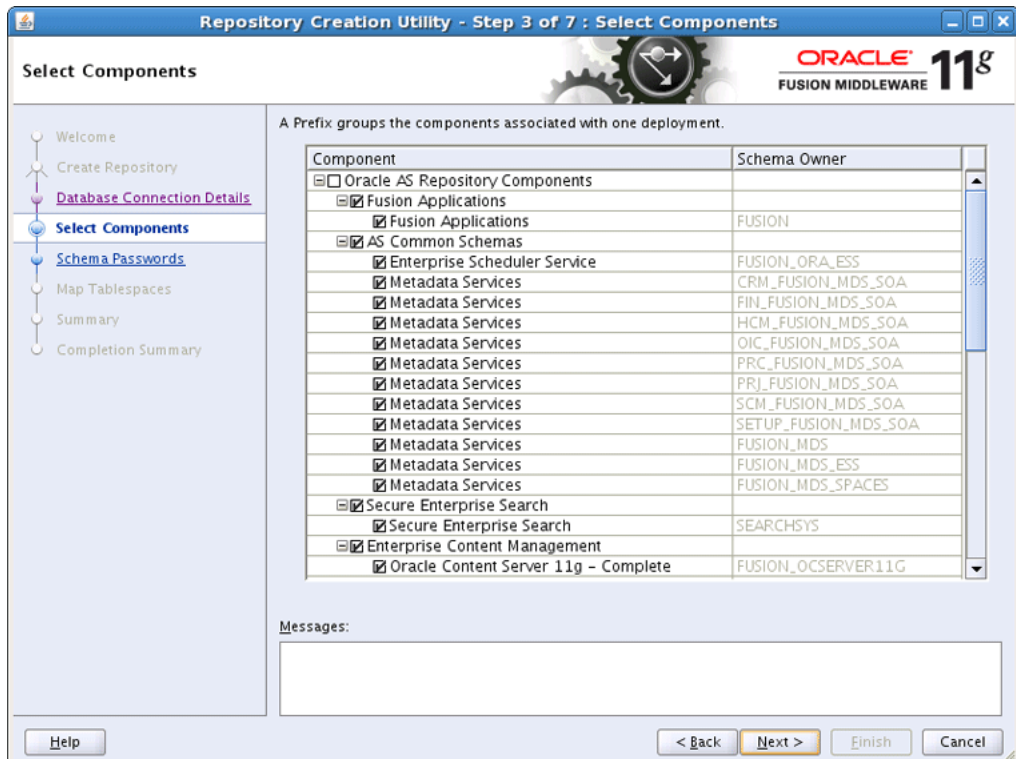 Repository Creation Utility - Step 3 of 7 : Select Components
Select Components
ORACLE
FUSION MIDDLEWARE
11g
Welcome
Create Repository
Database Connection Details
Select Components
Schema Passwords
Map Tablespaces
Summary
Completion Summary
A Prefix groups the components associated with one deployment.
Component Schema Owner
Oracle AS Repository Components
Fusion Applications
Fusion Applications FUSION
AS Common Schemas
Enterprise Scheduler Service FUSION_ORA_ESS
Metadata Services CRM_FUSION_MDS_SOA
Metadata Services FIN_FUSION_MDS_SOA
Metadata Services HCM_FUSION_MDS_SOA
Metadata Services OIC_FUSION_MDS_SOA
Metadata Services PRC_FUSION_MDS_SOA
Metadata Services PRJ_FUSION_MDS_SOA
Metadata Services SCM_FUSION_MDS_SOA
Metadata Services SETUP_FUSION_MDS_SOA
Metadata Services FUSION_MDS
Metadata Services FUSION_MDS_ESS
Metadata Services FUSION_MDS_SPACES
Secure Enterprise Search
Secure Enterprise Search SEARCHSYS
Enterprise Content Management
Oracle Content Server 11g - Complete FUSION_OCSERVER11G
Messages:
Help < Back Next > Finish Cancel